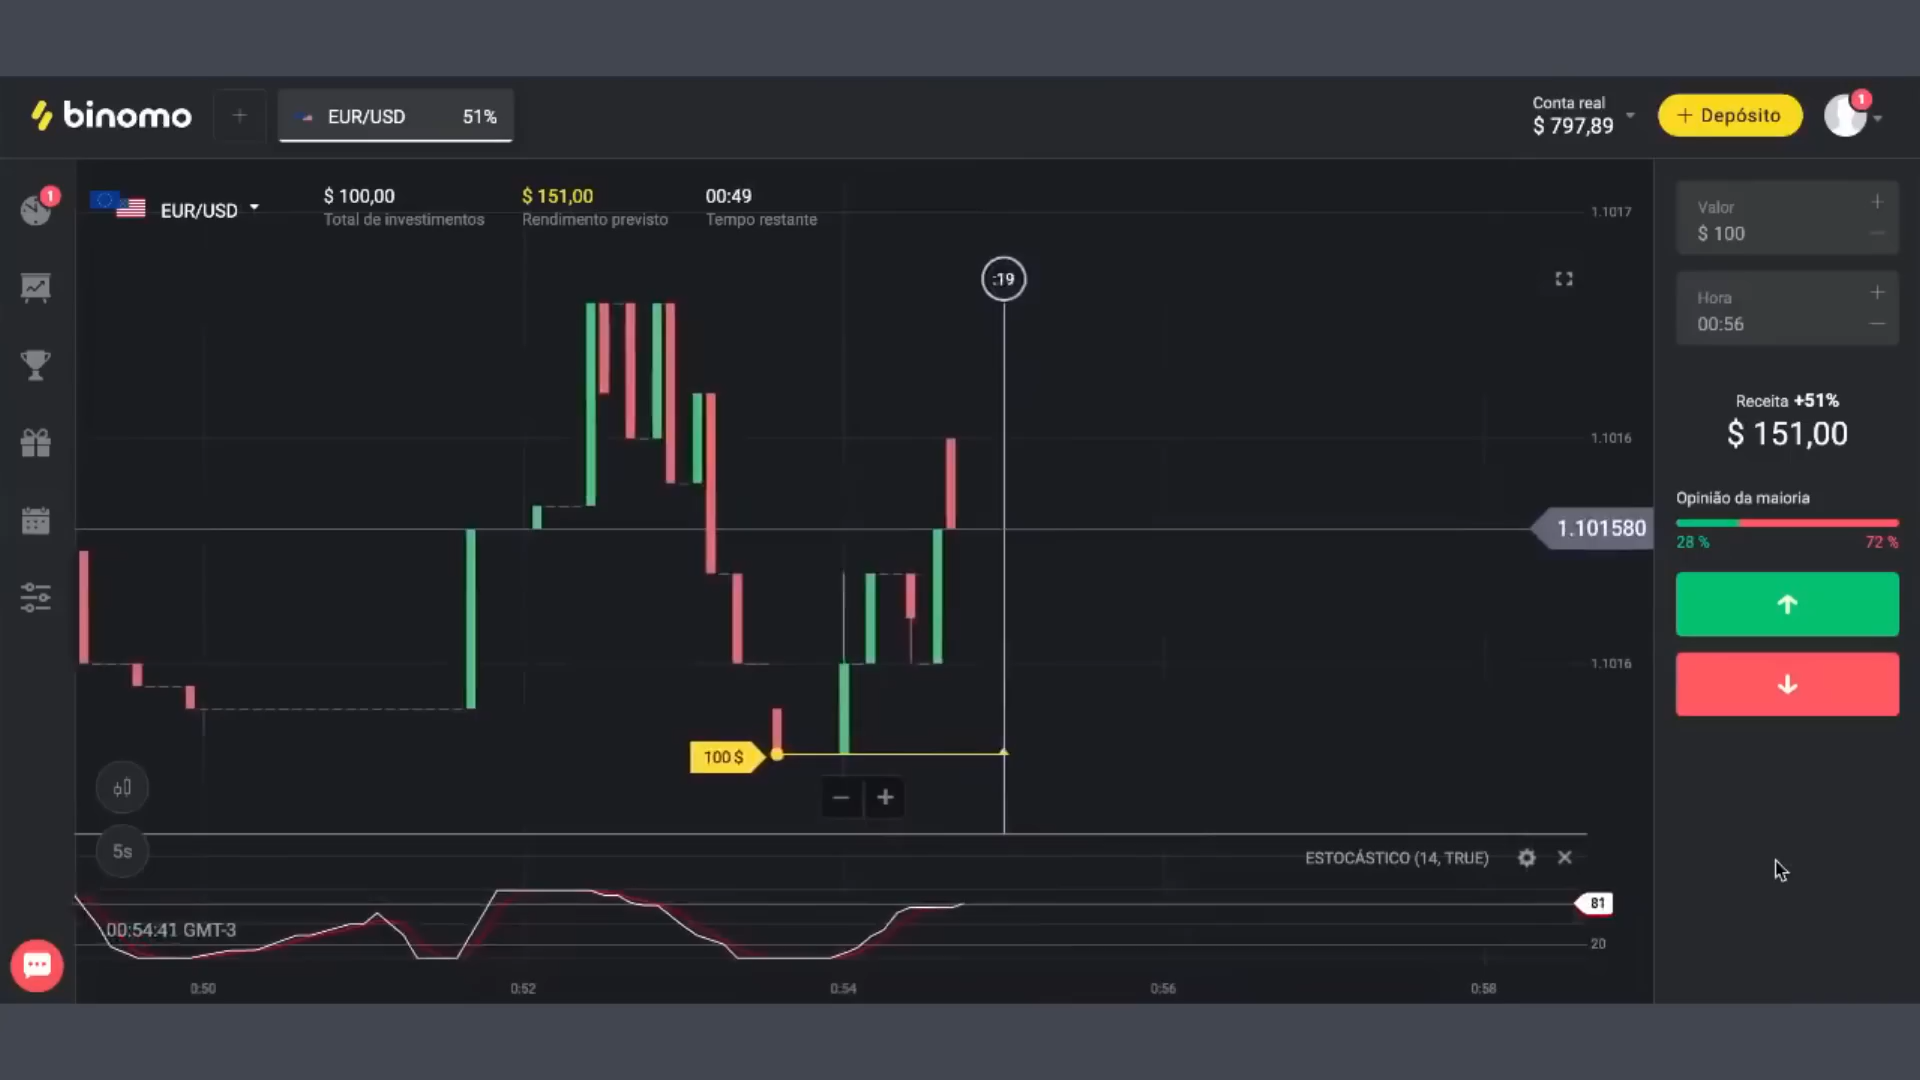 binomo
+
EUR/USD 51%
Conta real
$ 797,89
+ Depósito
1
1
EUR/USD
$ 100,00
Total de investimentos
$ 151,00
Rendimento previsto
00:49
Tempo restante
1.1017
Valor
$ 100
+
−
:19
Hora
00:56
+
−
Receita +51%
$ 151,00
1.1016
Opinião da maioria
28 %
72 %
1.101580
1.1016
100 $
− +
5s
ESTOCÁSTICO (14, TRUE)
81
00:54:41 GMT-3
20
0:50
0:52
0:54
0:56
0:58